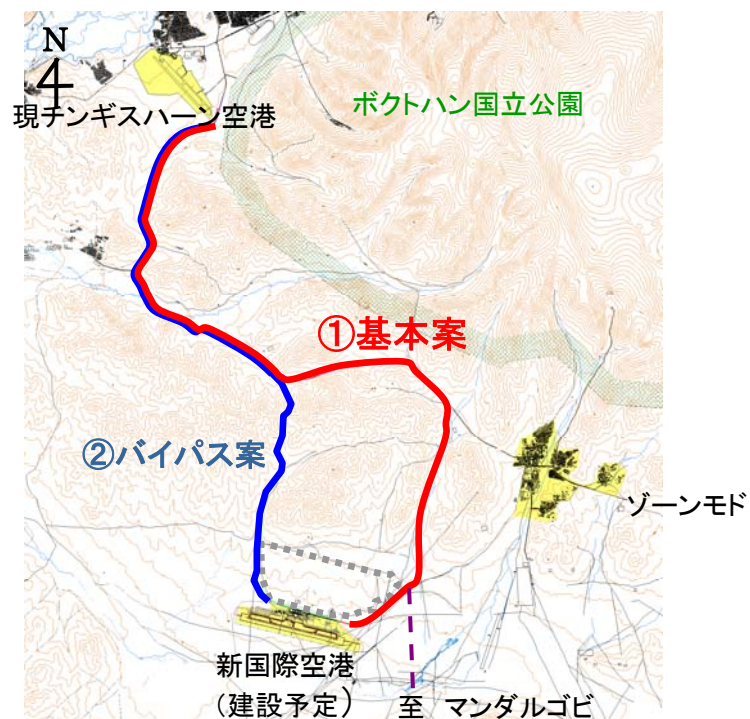 N
現チンギスハーン空港
ボクトハン国立公園
①基本案
②バイパス案
ゾーンモド
新国際空港
(建設予定)
至 マンダルゴビ